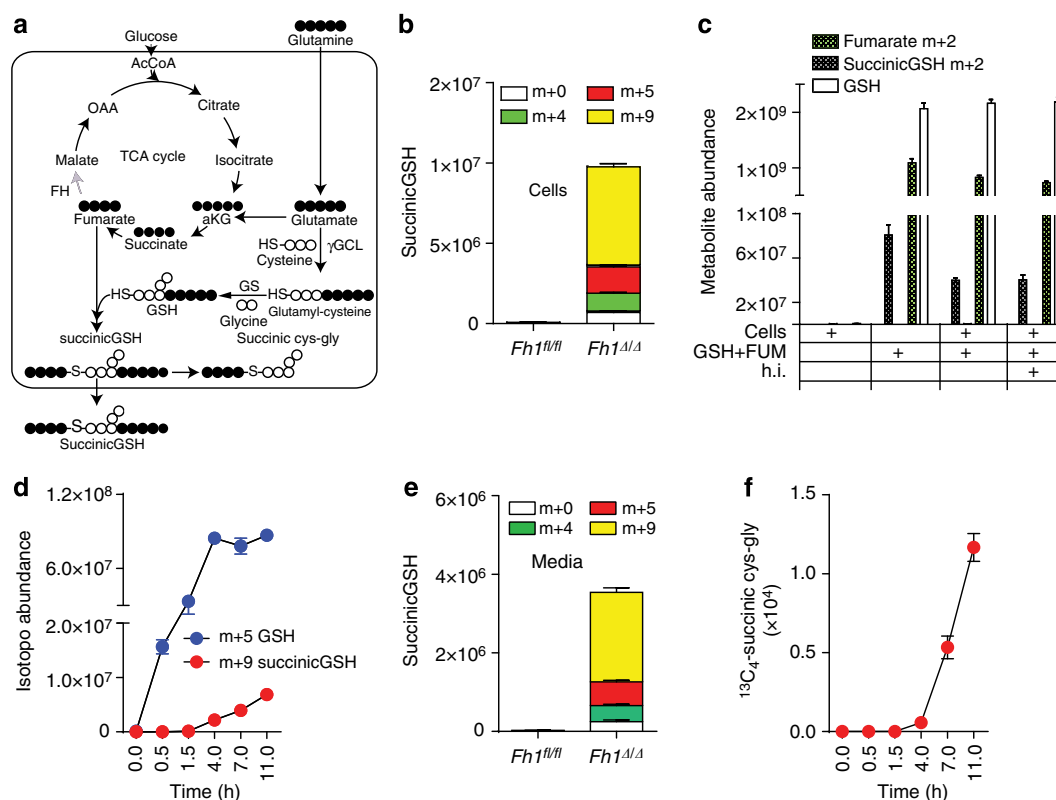 a
Glucose
AcCoA
Glutamine
OAA
Citrate
Malate
TCA cycle
Isocitrate
FH
Fumarate
aKG
Glutamate
Succinate
HS
Cysteine
γGCL
HS
GSH
GS
Glycine
HS
Glutamyl-cysteine
succinicGSH
Succinic cys-gly
S
S
S
SuccinicGSH
b
2×10⁷
1×10⁷
5×10⁶
0
SuccinicGSH
m+0
m+5
m+4
m+9
Cells
Fh1fl/fl
Fh1Δ/Δ
c
Fumarate m+2
SuccinicGSH m+2
GSH
2×10⁹
1×10⁹
1×10⁸
6×10⁷
2×10⁷
Metabolite abundance
Cells + + +
GSH+FUM + + +
h.i. +
d
1.2×10⁸
6.0×10⁷
2.0×10⁷
1.0×10⁷
0.0
Isotopo abundance
m+5 GSH
m+9 succinicGSH
0.0 0.5 1.5 4.0 7.0 11.0
Time (h)
e
6×10⁶
4×10⁶
2×10⁶
0
SuccinicGSH
m+0
m+5
m+4
m+9
Media
Fh1fl/fl
Fh1Δ/Δ
f
1.5
1.0
0.5
0.0
¹³C₄-succinic cys-gly
(×10⁴)
0.0 0.5 1.5 4.0 7.0 11.0
Time (h)